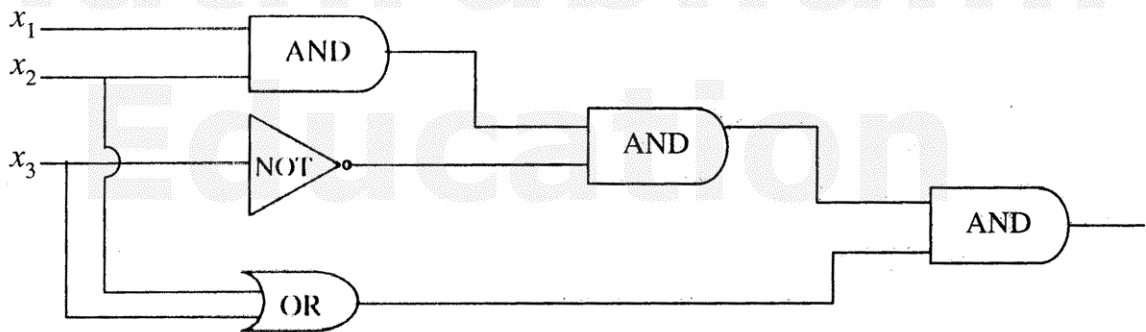 x₁
AND
x₂
AND
x₃
NOT
AND
OR
Education